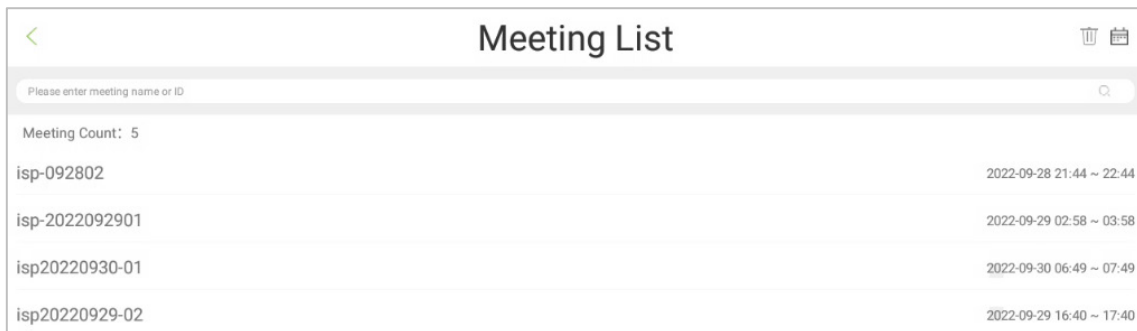 Meeting List
Please enter meeting name or ID
Meeting Count: 5
isp-092802 2022-09-28 21:44 ~ 22:44
isp-2022092901 2022-09-29 02:58 ~ 03:58
isp20220930-01 2022-09-30 06:49 ~ 07:49
isp20220929-02 2022-09-29 16:40 ~ 17:40